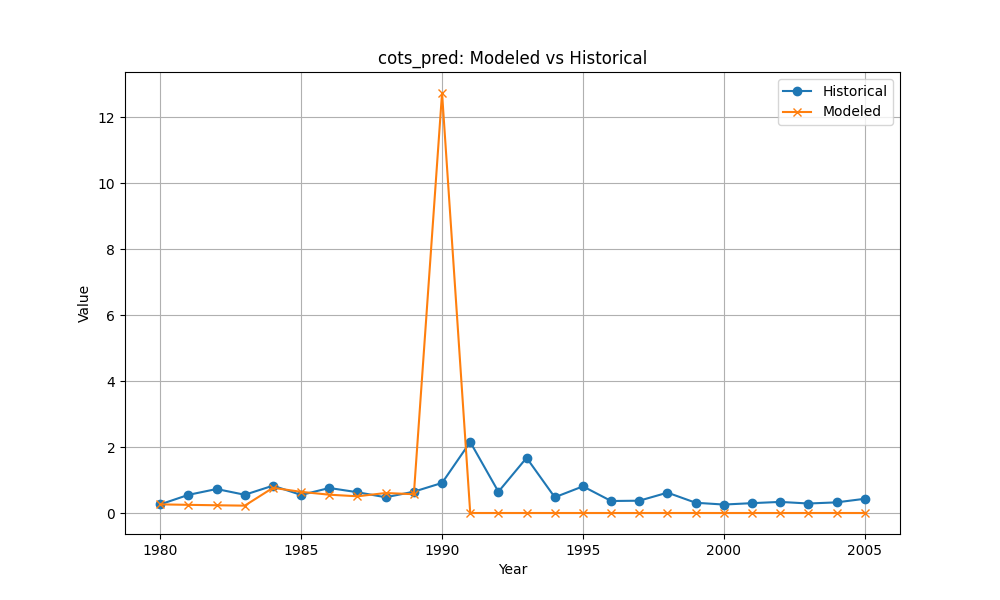 cots_pred: Modeled vs Historical
Historical
Modeled
Value
12
10
8
6
4
2
0
1980 1985 1990 1995 2000 2005
Year